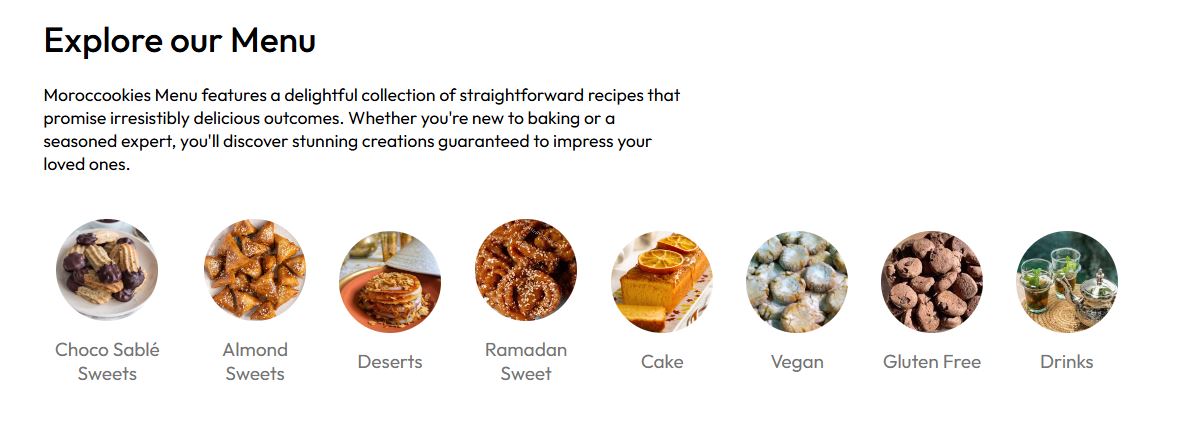 Explore our Menu
Moroccookies Menu features a delightful collection of straightforward recipes that
promise irresistibly delicious outcomes. Whether you're new to baking or a
seasoned expert, you'll discover stunning creations guaranteed to impress your
loved ones.
Choco Sablé
Sweets
Almond
Sweets
Deserts
Ramadan
Sweet
Cake
Vegan
Gluten Free
Drinks